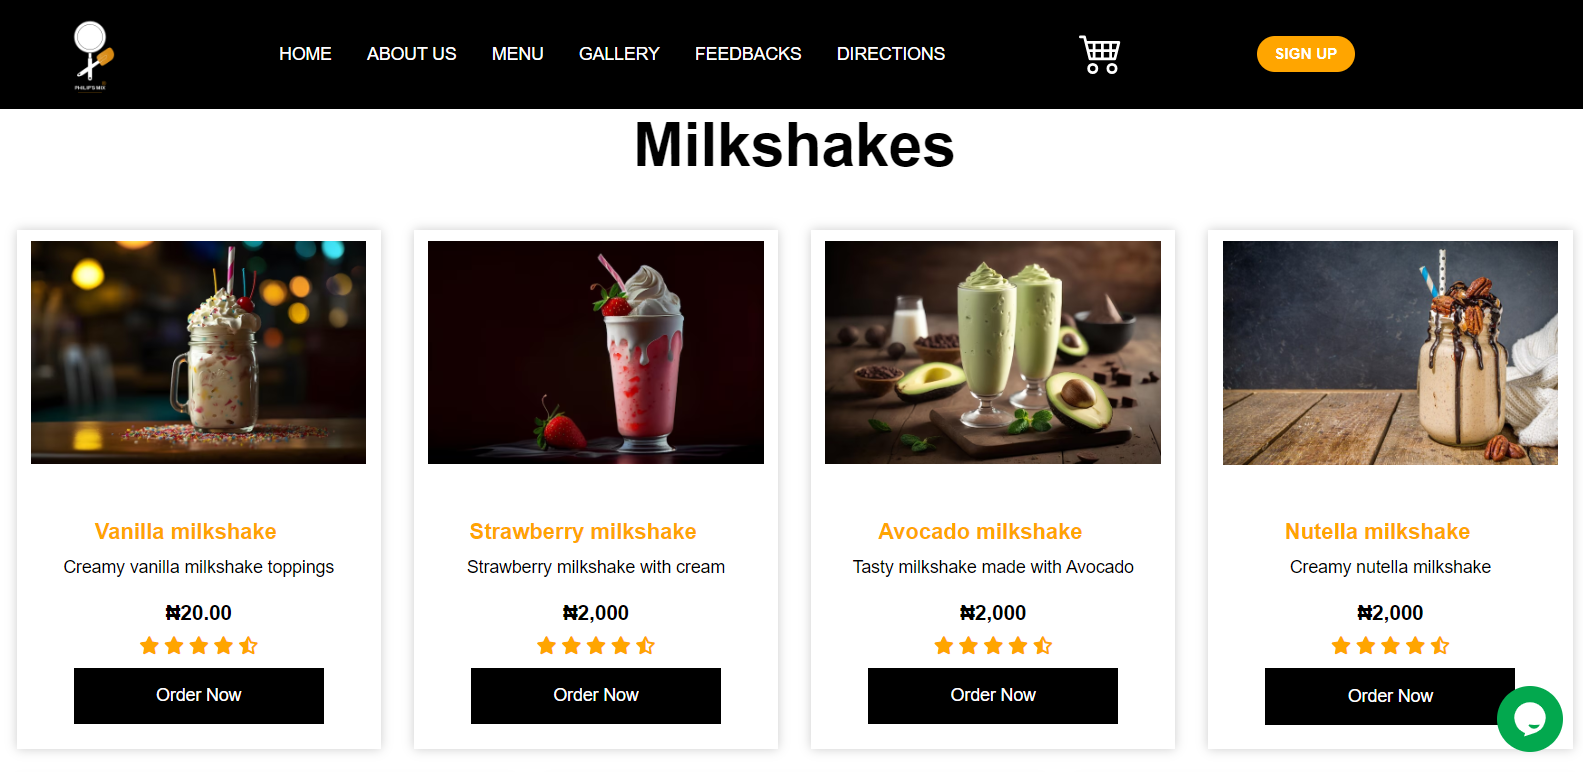 PHILIP'S MIX
HOME ABOUT US MENU GALLERY FEEDBACKS DIRECTIONS SIGN UP
Milkshakes
Vanilla milkshake
Creamy vanilla milkshake toppings
₦20.00
Order Now
Strawberry milkshake
Strawberry milkshake with cream
₦2,000
Order Now
Avocado milkshake
Tasty milkshake made with Avocado
₦2,000
Order Now
Nutella milkshake
Creamy nutella milkshake
₦2,000
Order Now